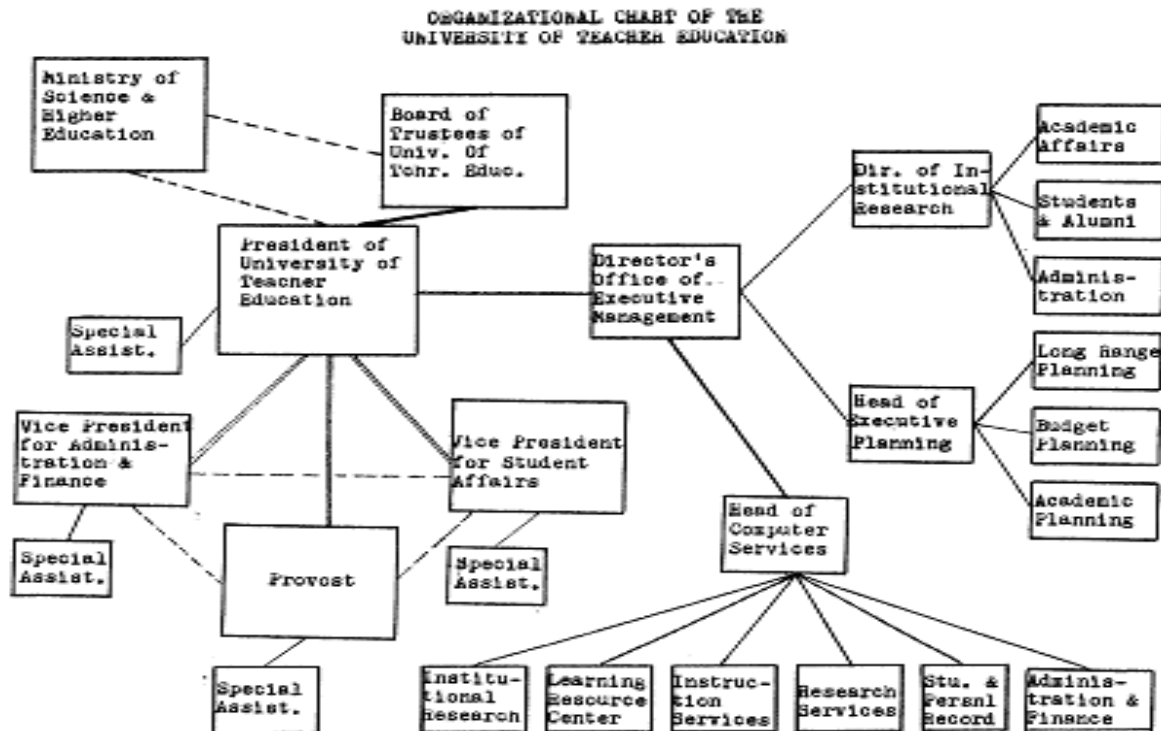 ORGANIZATIONAL CHART OF THE
UNIVERSITY OF TEACHER EDUCATION
Ministry of
Science &
Higher
Education
Board of
Trustees of
Univ. Of
Tchr. Educ.
President of
University of
Teacher
Education
Special
Assist.
Director's
Office of
Executive
Management
Dir. of In-
stitutional
Research
Academic
Affairs
Students
& Alumni
Adminis-
tration
Head of
Executive
Planning
Long Range
Planning
Budget
Planning
Academic
Planning
Vice President
for Adminis-
tration &
Finance
Special
Assist.
Vice President
for Student
Affairs
Special
Assist.
Provost
Special
Assist.
Head of
Computer
Services
Institu-
tional
Research
Learning
Resource
Center
Instruc-
tion
Services
Research
Services
Stu. &
Persnl
Record
Adminis-
tration &
Finance